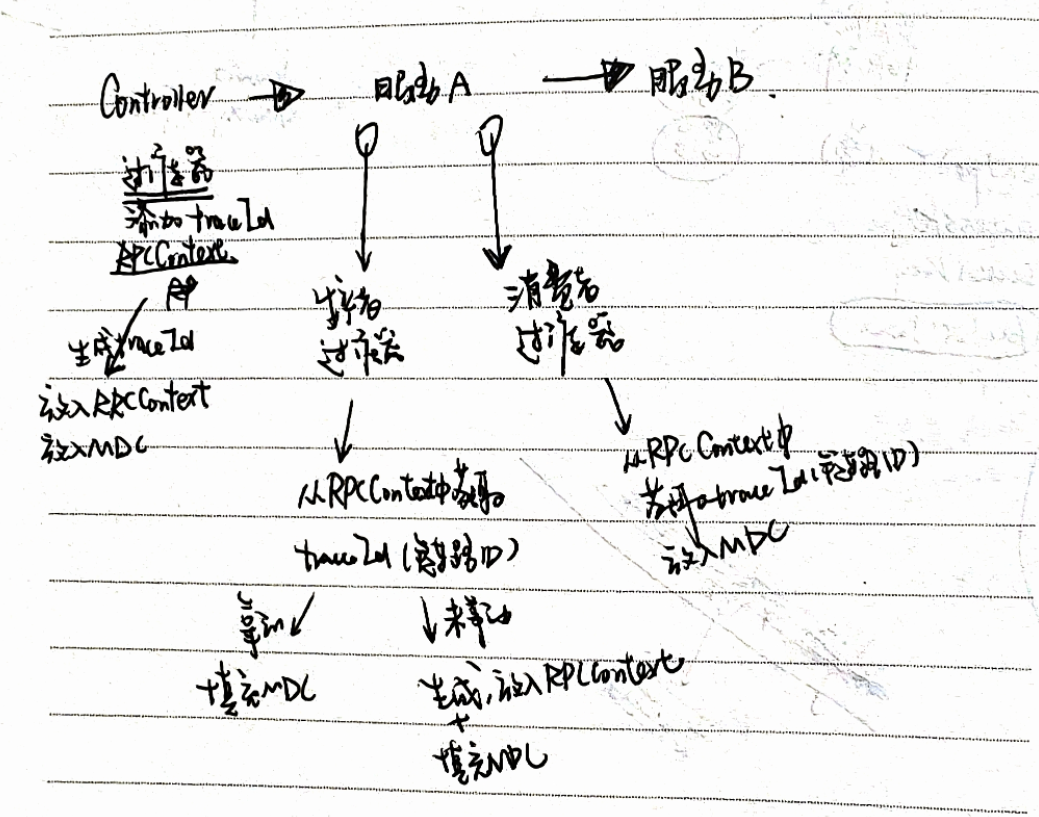 Controller → 服务A → 服务B.
过滤器
添加traceId
RPCContext
生成traceId
放入RPCContext
放入MDC
生产者
过滤器
从RPCContext中获取
traceId(链路ID)
拿到
填充MDC
未拿到
生成,放入RPCContext
+
填充MDC
消费者
过滤器
从RPCContext中
获取traceId(链路ID)
放入MDC